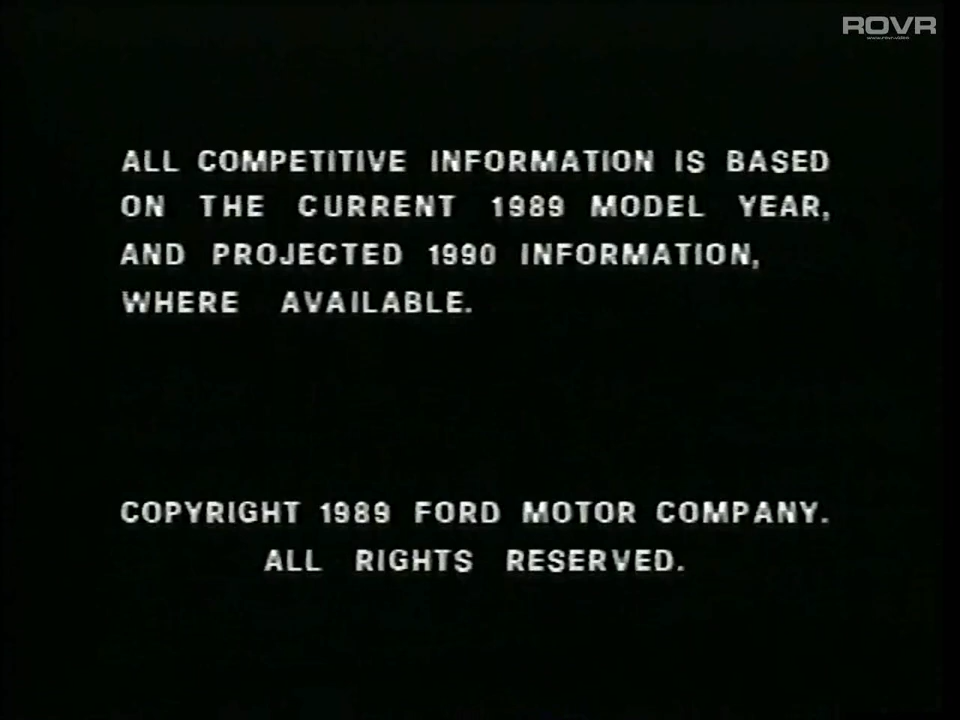 ROVR
ALL COMPETITIVE INFORMATION IS BASED
ON THE CURRENT 1989 MODEL YEAR,
AND PROJECTED 1990 INFORMATION,
WHERE AVAILABLE.
COPYRIGHT 1989 FORD MOTOR COMPANY.
ALL RIGHTS RESERVED.